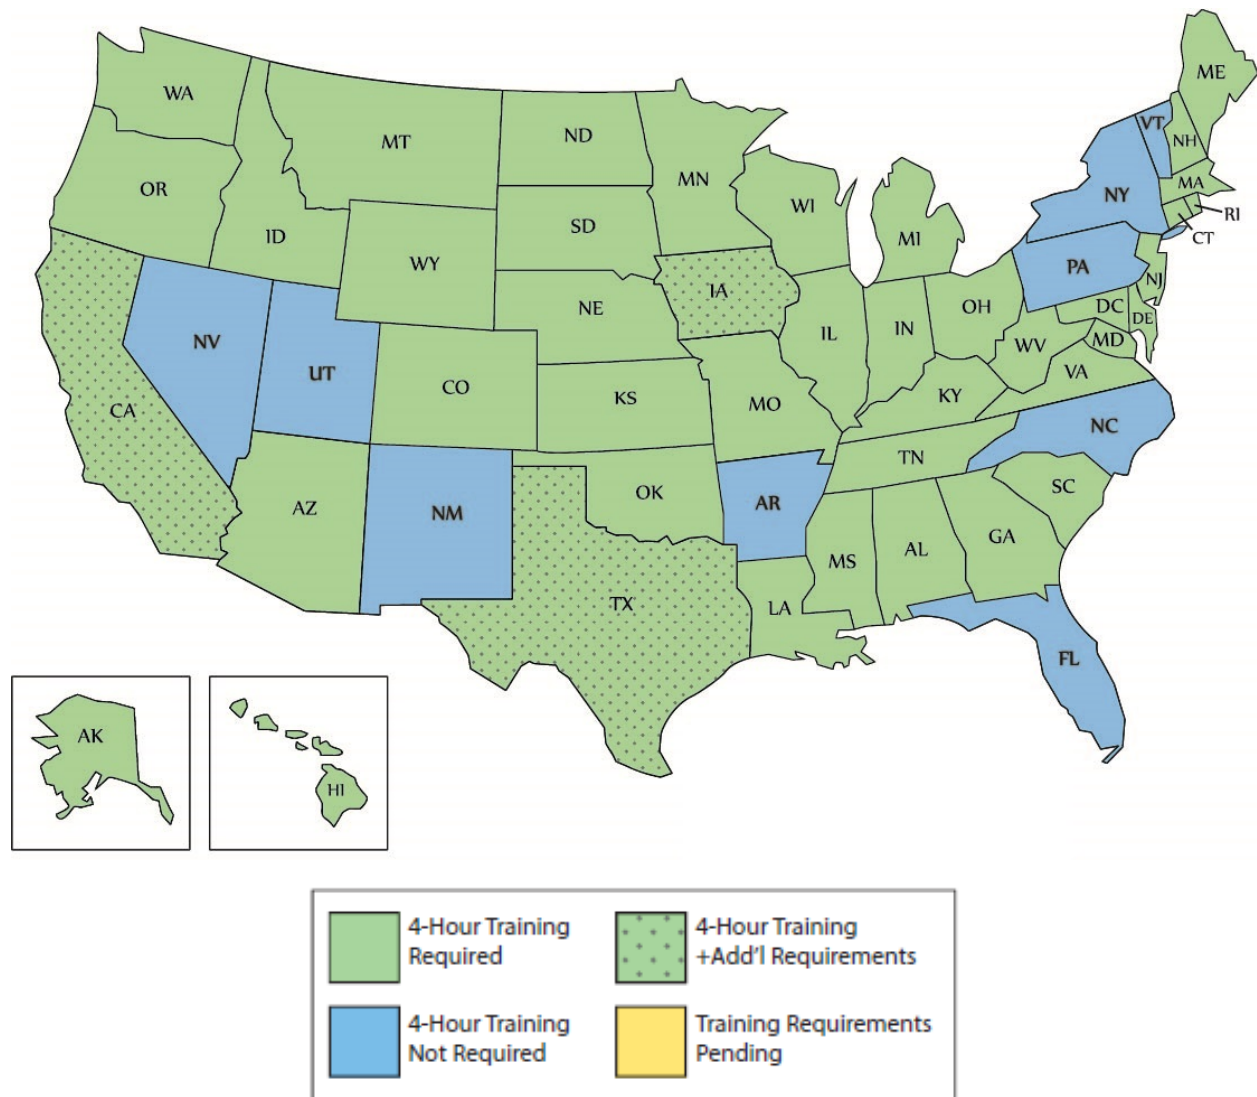 ME
WA
VT
NH
MT
ND
MN
OR
MA
NY
WI
RI
SD
ID
MI
CT
WY
PA
IA
NJ
OH
DC
NE
DE
IL
IN
NV
WV
MD
UT
VA
CO
KS
KY
MO
CA
NC
TN
SC
OK
AR
AZ
NM
GA
AL
MS
TX
LA
FL
AK
HI
4-Hour Training
Required
4-Hour Training
+Add'l Requirements
4-Hour Training
Not Required
Training Requirements
Pending